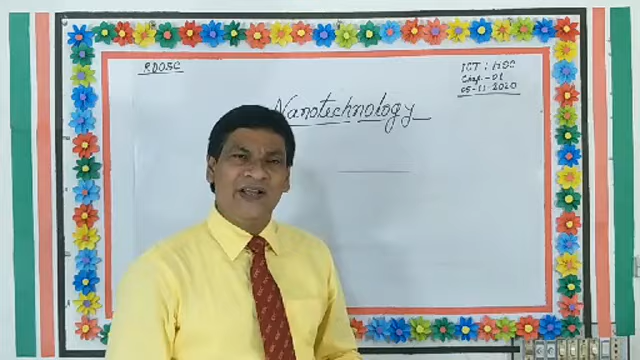 RDOSC
ICT: HSC
Chap.-01
05-11-2020
Nanotechnology